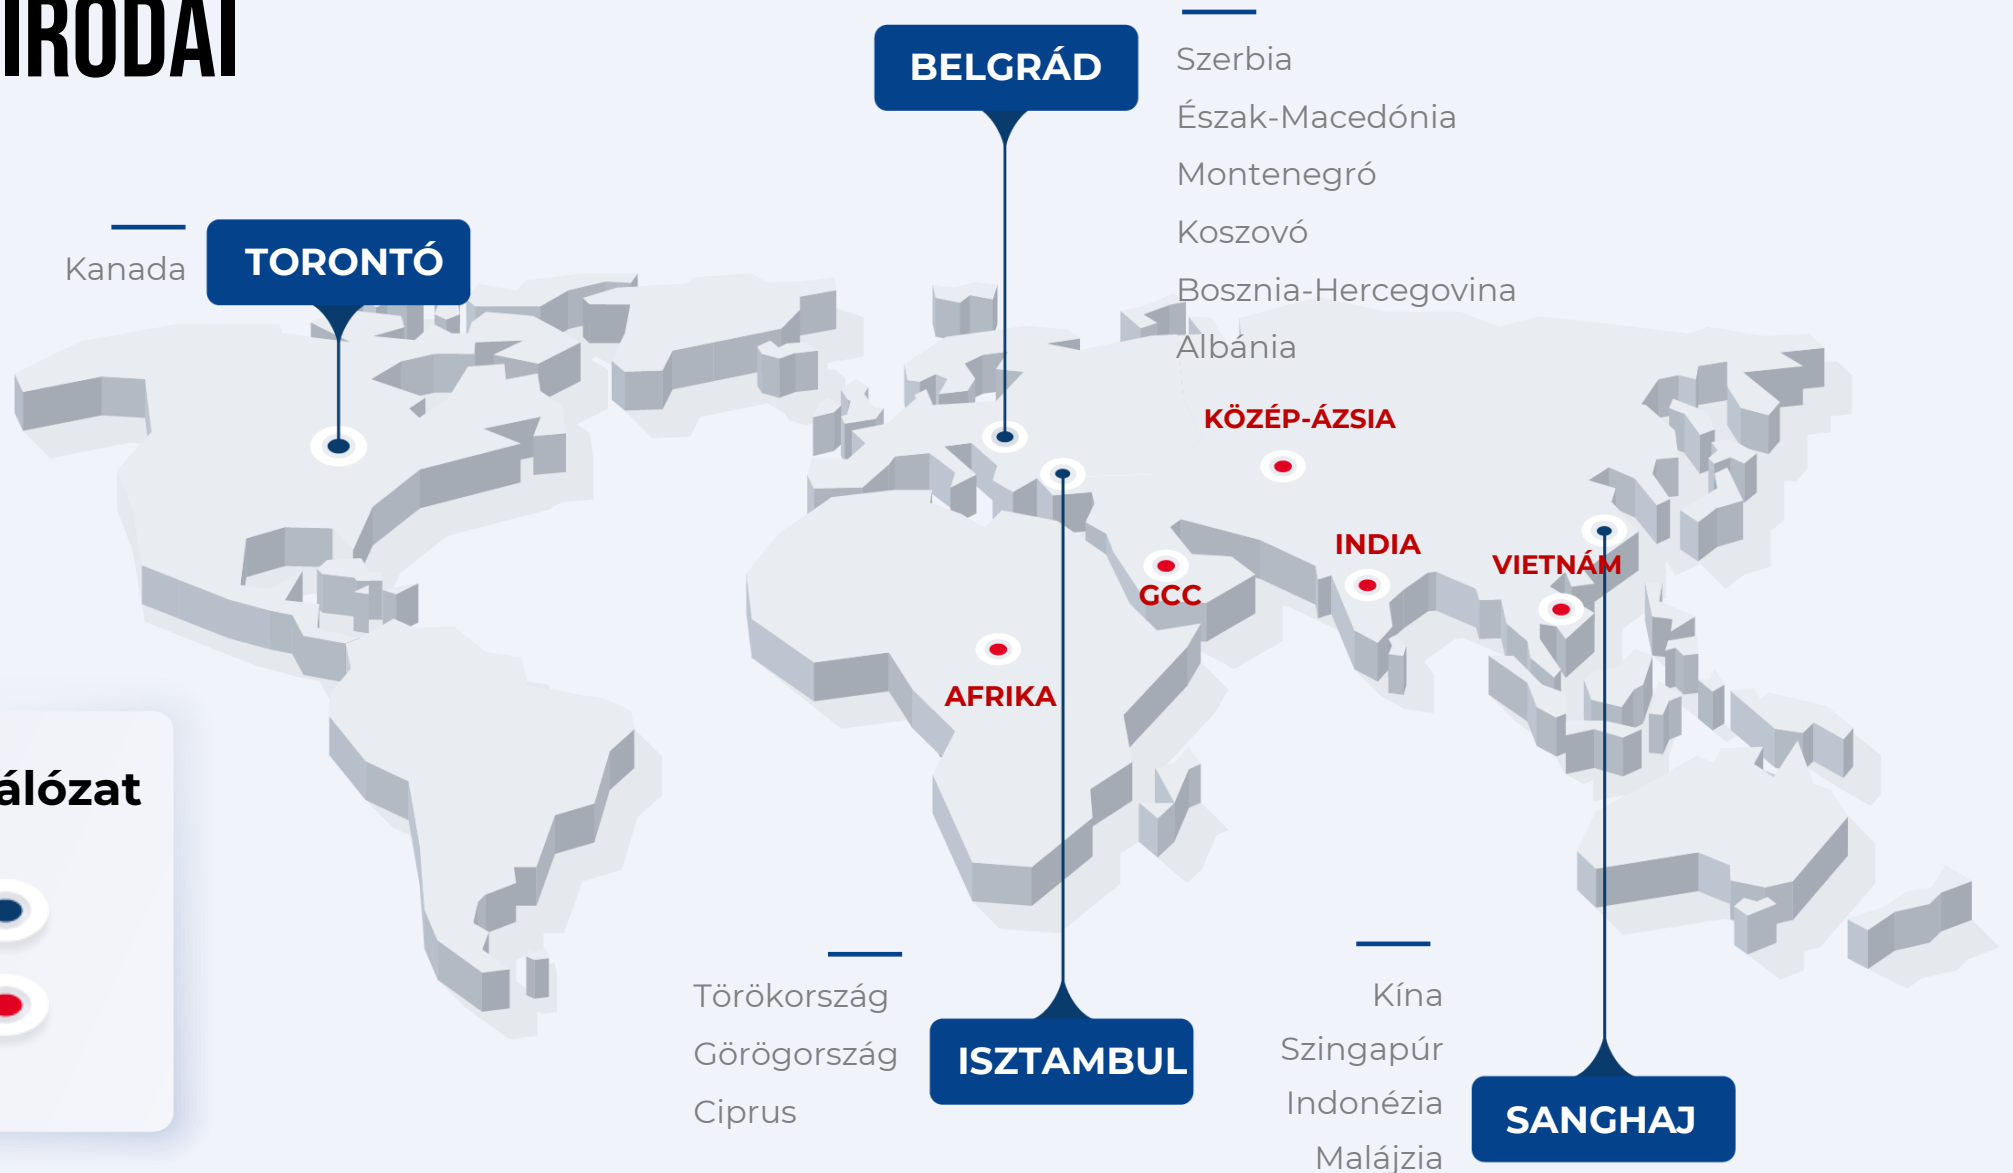 IRODAI
BELGRÁD
Szerbia
Észak-Macedónia
Montenegró
Koszovó
Bosznia-Hercegovina
Albánia
Kanada
TORONTÓ
KÖZÉP-ÁZSIA
INDIA
VIETNÁM
GCC
AFRIKA
álózat
Törökország
Görögország
Ciprus
ISZTAMBUL
Kína
Szingapúr
Indonézia
Malájzia
SANGHAJ